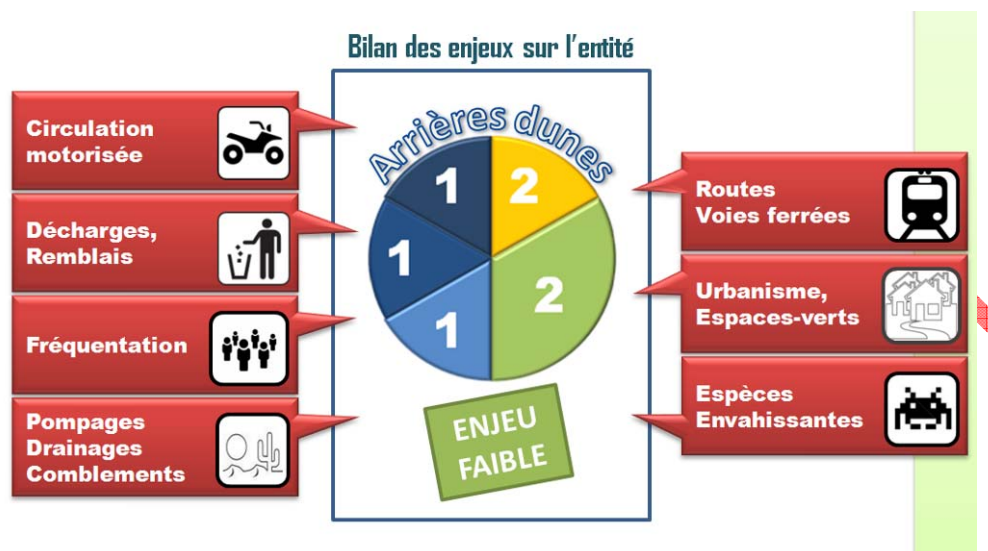 Bilan des enjeux sur l'entité
Circulation
motorisée
Décharges,
Remblais
Fréquentation
Pompages
Drainages
Comblements
Arrières dunes
1
2
1
2
1
ENJEU
FAIBLE
Routes
Voies ferrées
Urbanisme,
Espaces-verts
Espèces
Envahissantes